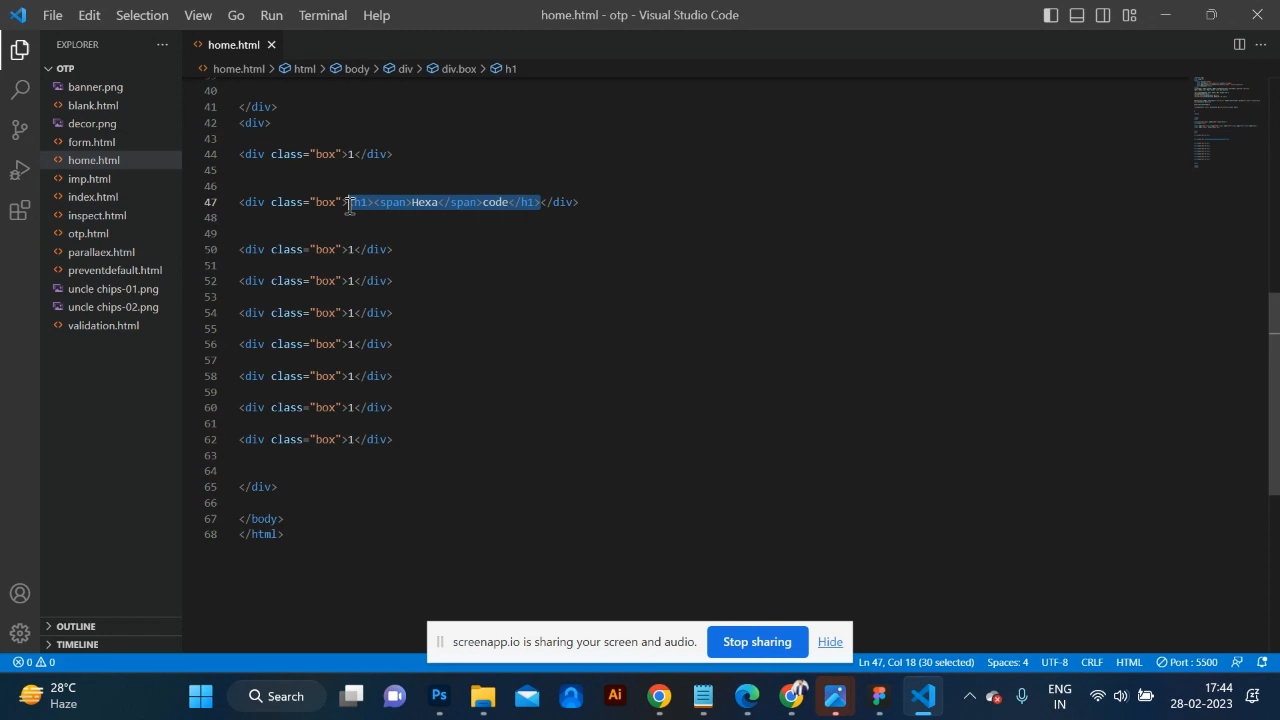 File Edit Selection View Go Run Terminal Help home.html - otp - Visual Studio Code
EXPLORER
OTP
banner.png
blank.html
decor.png
form.html
home.html
imp.html
index.html
inspect.html
otp.html
parallaex.html
preventdefault.html
uncle chips-01.png
uncle chips-02.png
validation.html
OUTLINE
TIMELINE
home.html
home.html > html > body > div > div.box > h1
40
41 </div>
42 <div>
43
44 <div class="box">1</div>
45
46
47 <div class="box"><h1><span>Hexa</span>code</h1></div>
48
49
50 <div class="box">1</div>
51
52 <div class="box">1</div>
53
54 <div class="box">1</div>
55
56 <div class="box">1</div>
57
58 <div class="box">1</div>
59
60 <div class="box">1</div>
61
62 <div class="box">1</div>
63
64
65 </div>
66
67 </body>
68 </html>
screenapp.io is sharing your screen and audio. Stop sharing Hide
0 0 Ln 47, Col 18 (30 selected) Spaces: 4 UTF-8 CRLF HTML Port : 5500
28°C
Haze
Search
Ps
Ai
ENG
IN
17:44
28-02-2023